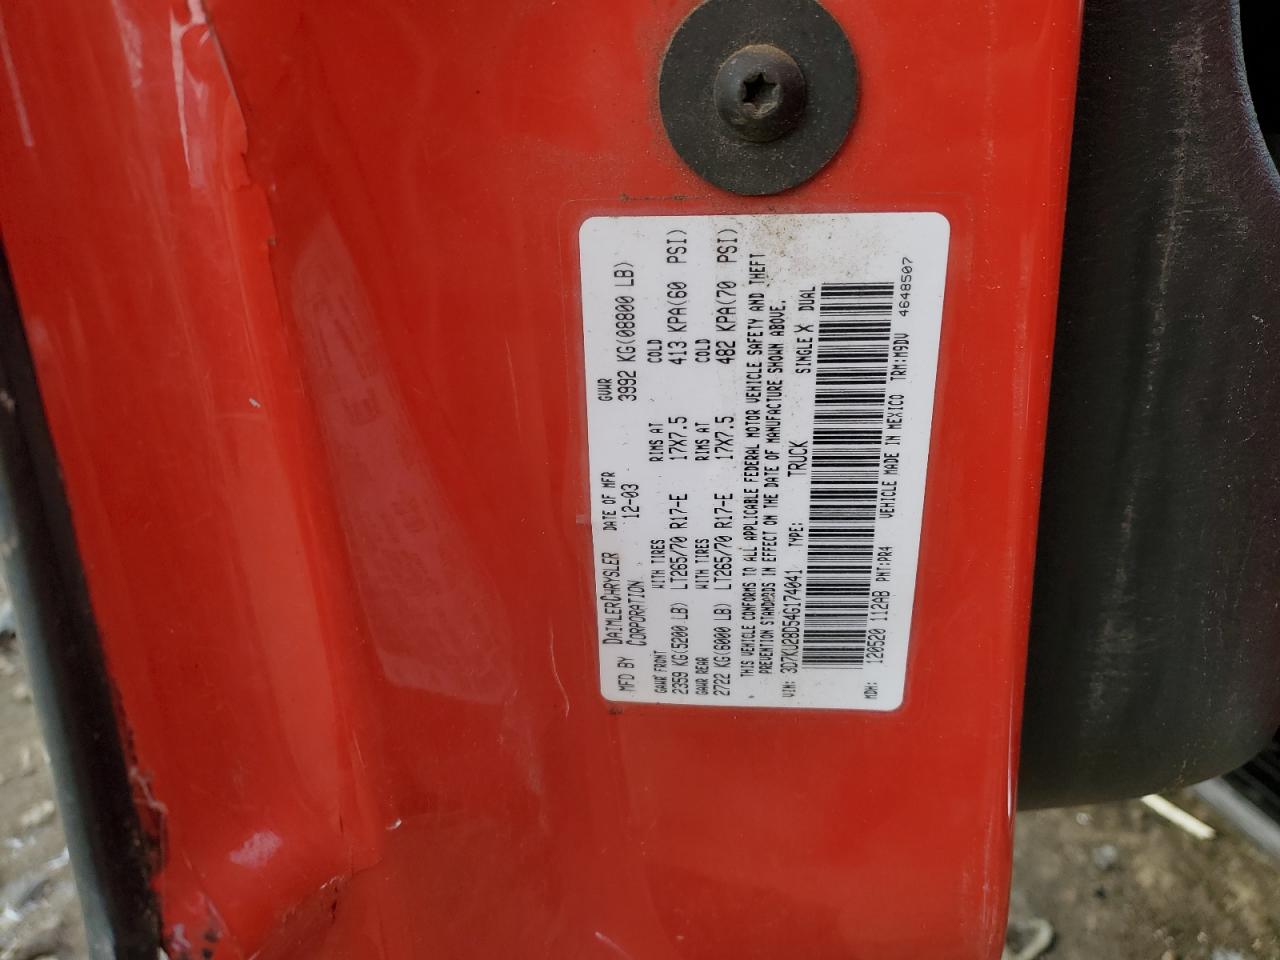 MFD BY DAIMLERCHRYSLER CORPORATION DATE OF MFR 12-03 GVWR 3992 KG(08800 LB)
GAWR FRONT WITH TIRES RIMS AT COLD
2359 KG(5200 LB) LT265/70 R17-E 17X7.5 413 KPA(60 PSI)
GAWR REAR WITH TIRES RIMS AT COLD
2722 KG(6000 LB) LT265/70 R17-E 17X7.5 482 KPA(70 PSI)
THIS VEHICLE CONFORMS TO ALL APPLICABLE FEDERAL MOTOR VEHICLE SAFETY AND THEFT
PREVENTION STANDARDS IN EFFECT ON THE DATE OF MANUFACTURE SHOWN ABOVE.
VIN: 3D7KU28D54G174041 TYPE: TRUCK SINGLE X DUAL
MDH: 120520 112AB PNT:PR4 VEHICLE MADE IN MEXICO TRM:M9DV 4648507